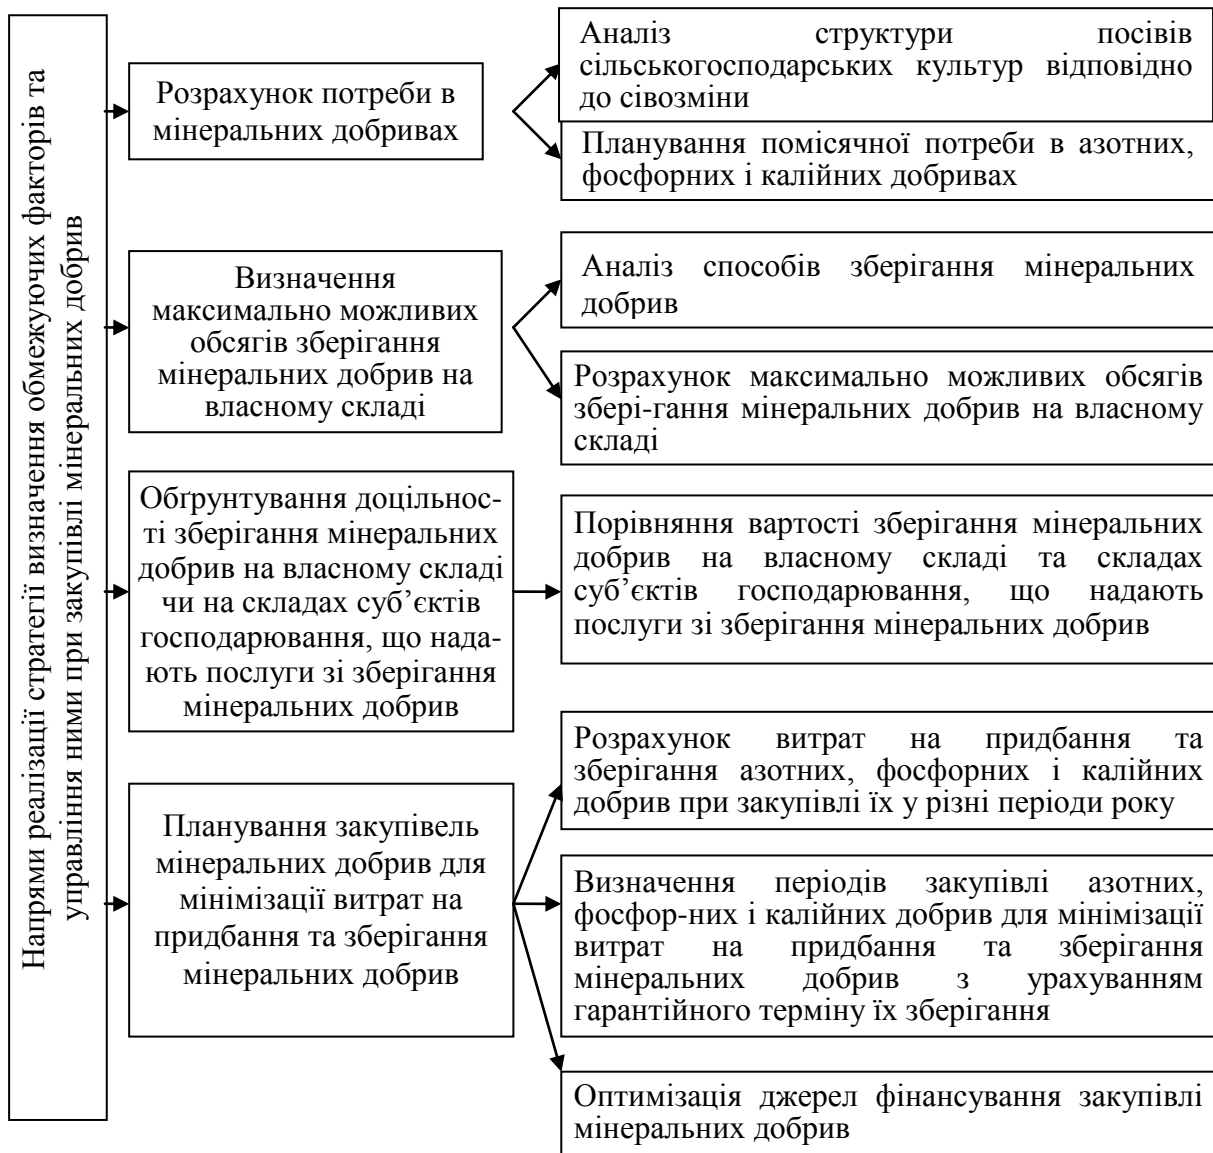 Напрями реалізації стратегії визначення обмежуючих факторів та
управління ними при закупівлі мінеральних добрив
Розрахунок потреби в
мінеральних добривах
Аналіз структури посівів
сільськогосподарських культур відповідно
до сівозміни
Планування помісячної потреби в азотних,
фосфорних і калійних добривах
Визначення
максимально можливих
обсягів зберігання
мінеральних добрив на
власному складі
Аналіз способів зберігання мінеральних
добрив
Розрахунок максимально можливих обсягів
збері-гання мінеральних добрив на власному
складі
Обґрунтування доцільнос-
ті зберігання мінеральних
добрив на власному складі
чи на складах суб’єктів
господарювання, що нада-
ють послуги зі зберігання
мінеральних добрив
Порівняння вартості зберігання мінеральних
добрив на власному складі та складах
суб’єктів господарювання, що надають
послуги зі зберігання мінеральних добрив
Планування закупівель
мінеральних добрив для
мінімізації витрат на
придбання та зберігання
мінеральних добрив
Розрахунок витрат на придбання та
зберігання азотних, фосфорних і калійних
добрив при закупівлі їх у різні періоди року
Визначення періодів закупівлі азотних,
фосфор-них і калійних добрив для мінімізації
витрат на придбання та зберігання
мінеральних добрив з урахуванням
гарантійного терміну їх зберігання
Оптимізація джерел фінансування закупівлі
мінеральних добрив